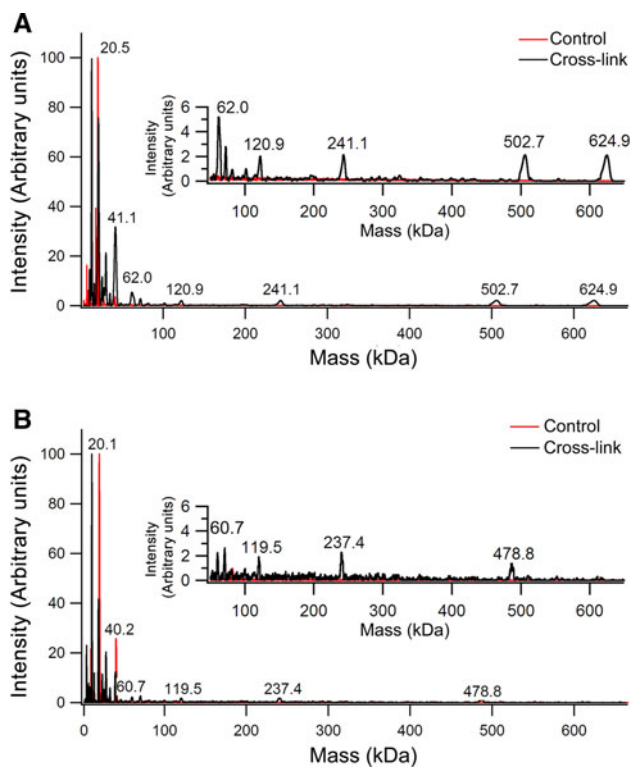 A
Intensity (Arbitrary units)
100
80
60
40
20
0
20.5
41.1
62.0
120.9
241.1
502.7
624.9
Control
Cross-link
Intensity
(Arbitrary units)
6
4
2
0
62.0
120.9
241.1
502.7
624.9
100 200 300 400 500 600
Mass (kDa)
100 200 300 400 500 600
Mass (kDa)
B
Intensity (Arbitrary units)
100
80
60
40
20
0
20.1
40.2
60.7
119.5
237.4
478.8
Control
Cross-link
Intensity
(Arbitrary units)
6
4
2
0
60.7
119.5
237.4
478.8
100 200 300 400 500 600
Mass (kDa)
0 100 200 300 400 500 600
Mass (kDa)